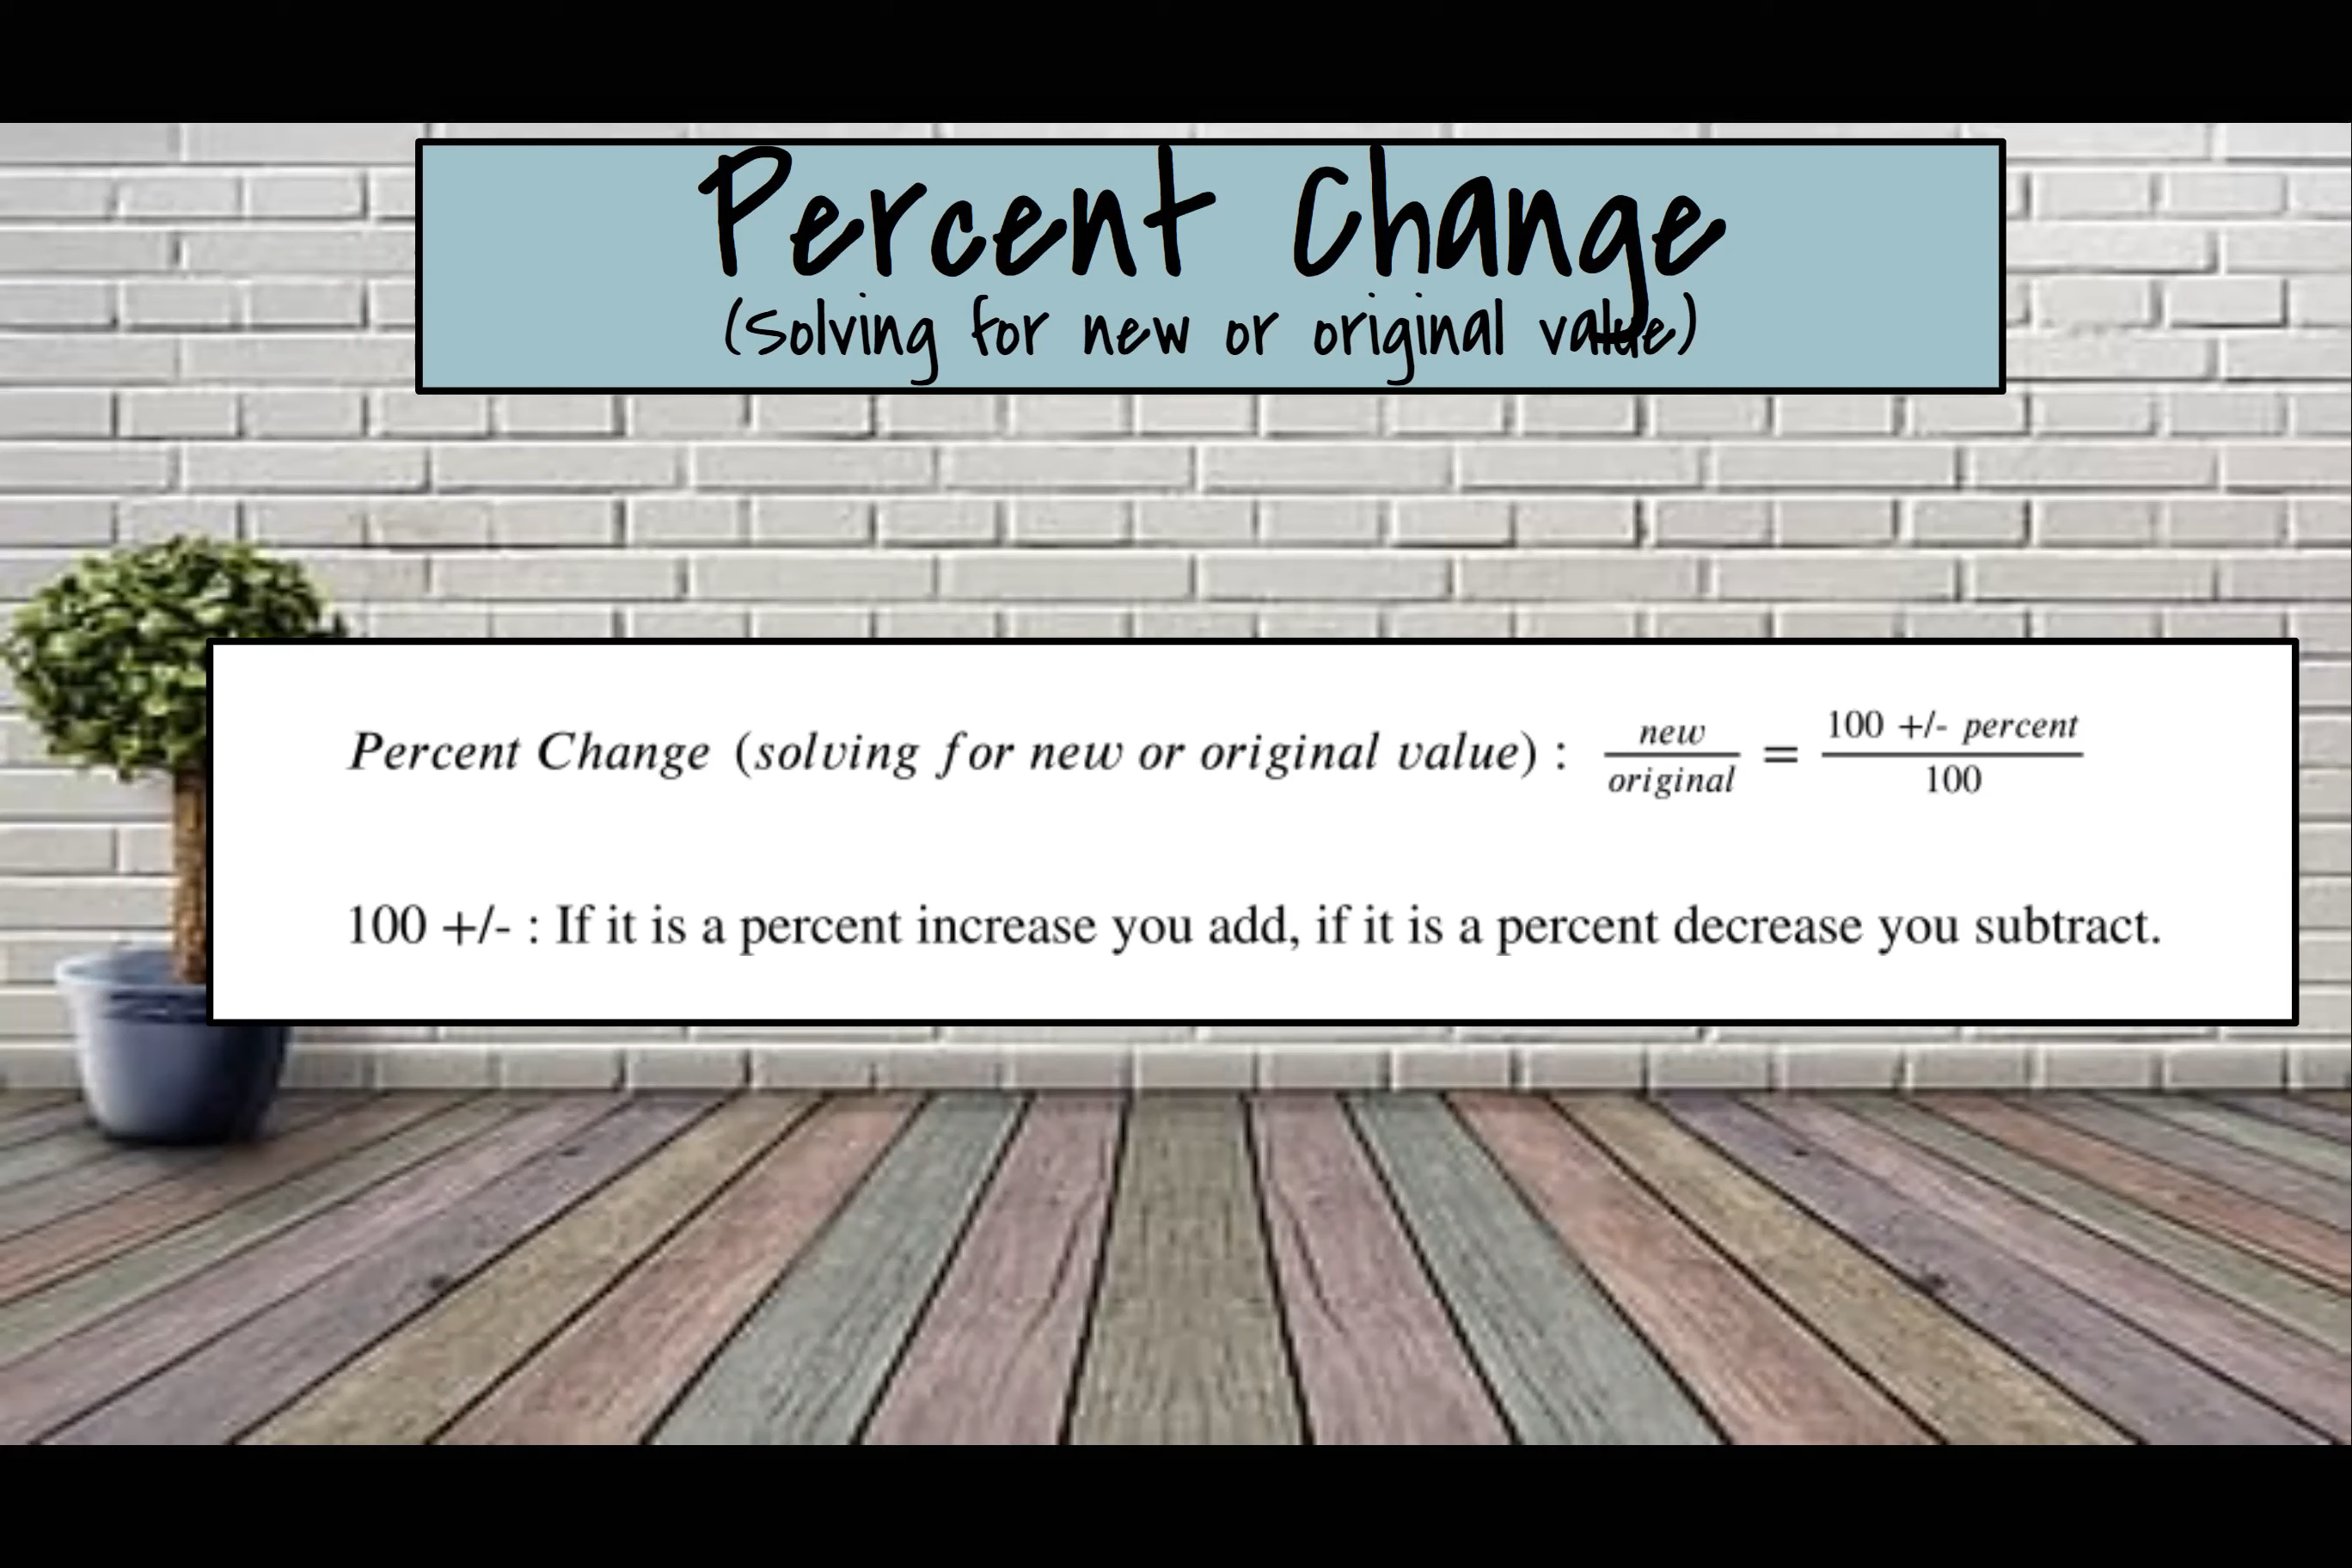 Percent Change
(Solving for new or original value)
Percent Change (solving for new or original value) : new/original = 100 +/- percent/100
100 +/- : If it is a percent increase you add, if it is a percent decrease you subtract.